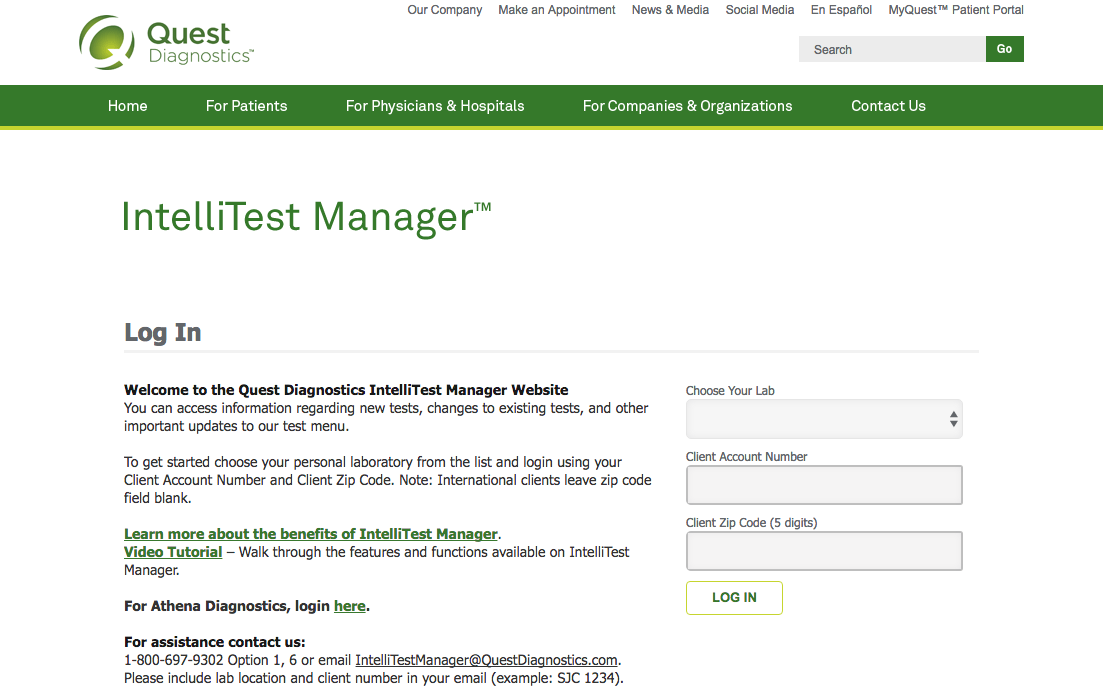 Our Company Make an Appointment News & Media Social Media En Español MyQuest™ Patient Portal
Quest
Diagnostics™
Search Go
Home For Patients For Physicians & Hospitals For Companies & Organizations Contact Us
IntelliTest Manager™
Log In
Welcome to the Quest Diagnostics IntelliTest Manager Website
You can access information regarding new tests, changes to existing tests, and other
important updates to our test menu.
To get started choose your personal laboratory from the list and login using your
Client Account Number and Client Zip Code. Note: International clients leave zip code
field blank.
Learn more about the benefits of IntelliTest Manager.
Video Tutorial – Walk through the features and functions available on IntelliTest
Manager.
For Athena Diagnostics, login here.
For assistance contact us:
1-800-697-9302 Option 1, 6 or email IntelliTestManager@QuestDiagnostics.com.
Please include lab location and client number in your email (example: SJC 1234).
Choose Your Lab
Client Account Number
Client Zip Code (5 digits)
LOG IN